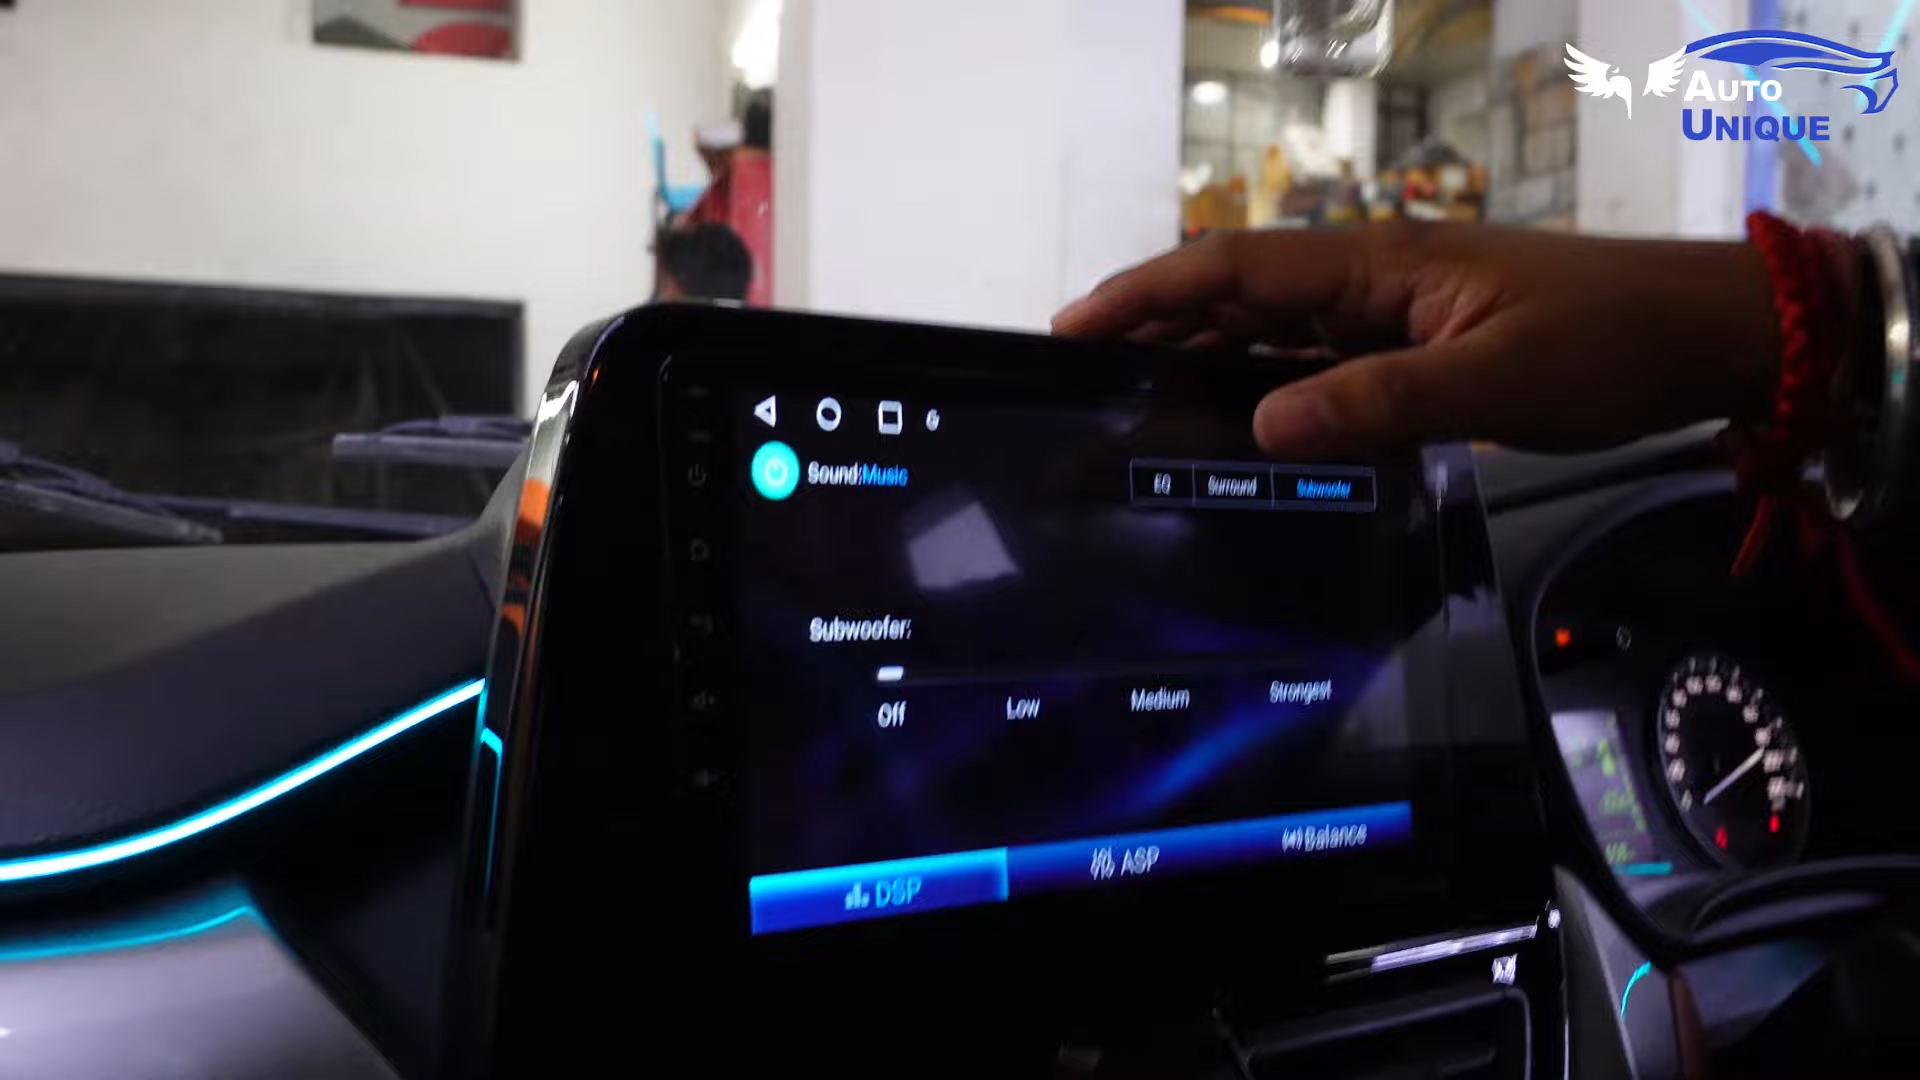 AUTO
UNIQUE
Sound:Music
EQ
Surround
Subwoofer
Subwoofer:
Off
Low
Medium
Strongest
DSP
ASP
Balance